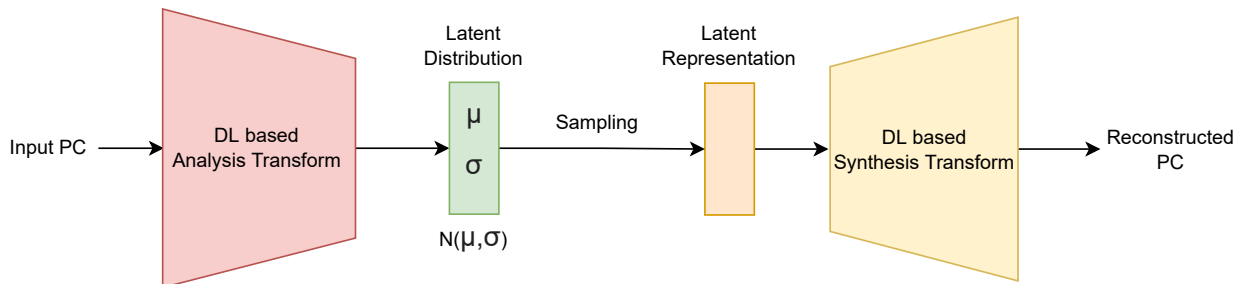 Input PC
DL based
Analysis Transform
Latent
Distribution
μ
σ
N(μ,σ)
Sampling
Latent
Representation
DL based
Synthesis Transform
Reconstructed
PC